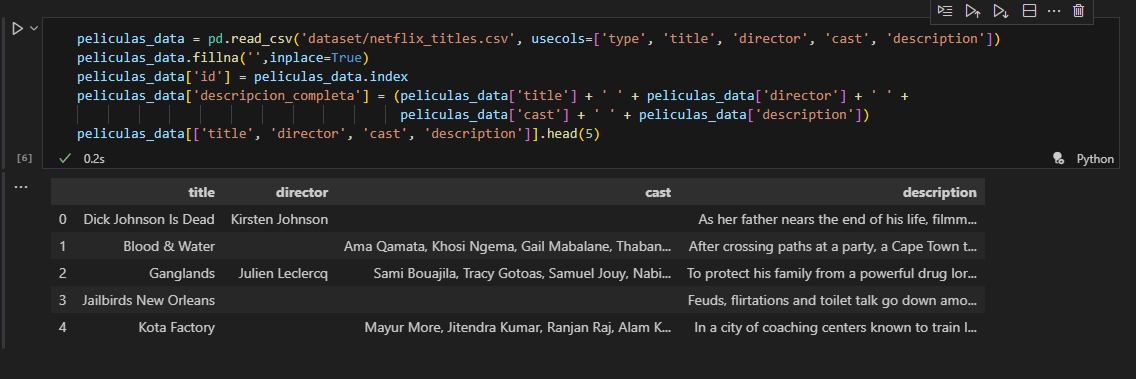 peliculas_data = pd.read_csv('dataset/netflix_titles.csv', usecols=['type', 'title', 'director', 'cast', 'description'])
peliculas_data.fillna('',inplace=True)
peliculas_data['id'] = peliculas_data.index
peliculas_data['descripcion_completa'] = (peliculas_data['title'] + ' ' + peliculas_data['director'] + ' ' +
peliculas_data['cast'] + ' ' + peliculas_data['description'])
peliculas_data[['title', 'director', 'cast', 'description']].head(5)
[6] 0.2s Python
title director cast description
0 Dick Johnson Is Dead Kirsten Johnson As her father nears the end of his life, filmm...
1 Blood & Water Ama Qamata, Khosi Ngema, Gail Mabalane, Thaban... After crossing paths at a party, a Cape Town t...
2 Ganglands Julien Leclercq Sami Bouajila, Tracy Gotoas, Samuel Jouy, Nabi... To protect his family from a powerful drug lor...
3 Jailbirds New Orleans Feuds, flirtations and toilet talk go down amo...
4 Kota Factory Mayur More, Jitendra Kumar, Ranjan Raj, Alam K... In a city of coaching centers known to train I...